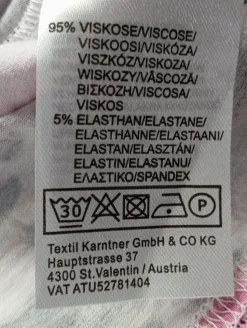 95% VISKOSE/VISCOSE/
VISKOOSI/VISKÓZA/
VISZKÓZ/VISKOZA/
WISKOZY/VÂSCOZĂ/
ΒΙΣΚΟΖΗ/VISCOSA/
VISKOS
5% ELASTHAN/ELASTANE/
ELASTHANNE/ELASTAANI/
ELASTAN/ELASZTÁN/
ELASTIN/ELASTANU/
ΕΛΑΣΤΙΚΟ/SPANDEX
30 P
Textil Karntner GmbH & CO KG
Hauptstrasse 37
4300 St.Valentin / Austria
VAT ATU52781404